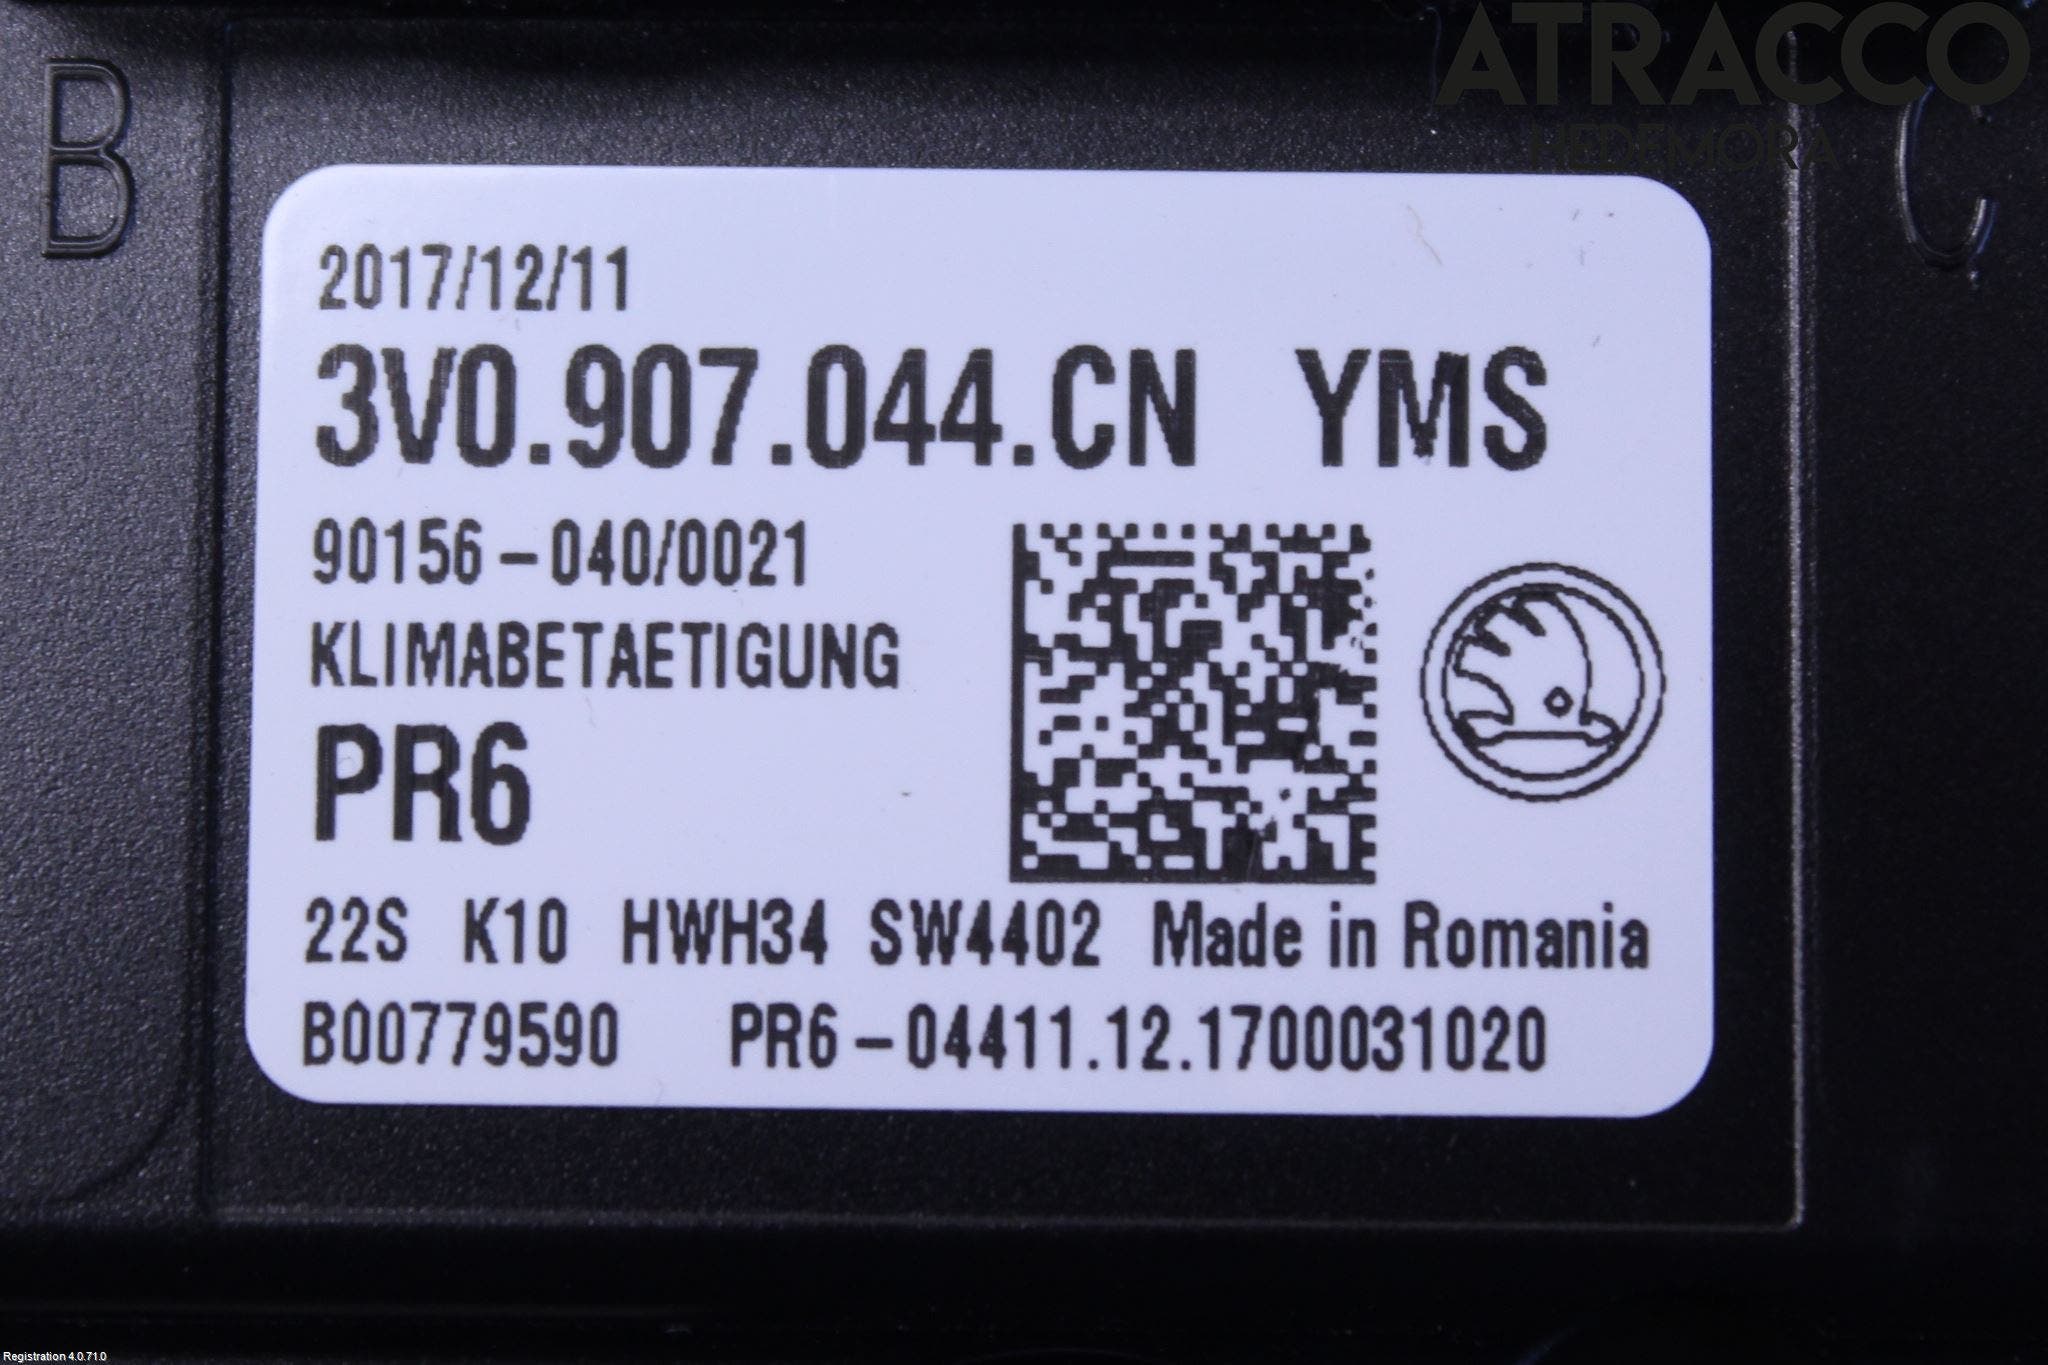 ATRACCO
HEDEMORA
B
C
2017/12/11
3V0.907.044.CN YMS
90156-040/0021
KLIMABETAETIGUNG
PR6
22S K10 HWH34 SW4402 Made in Romania
B00779590 PR6-04411.12.1700031020
Registration 4.0.71.0